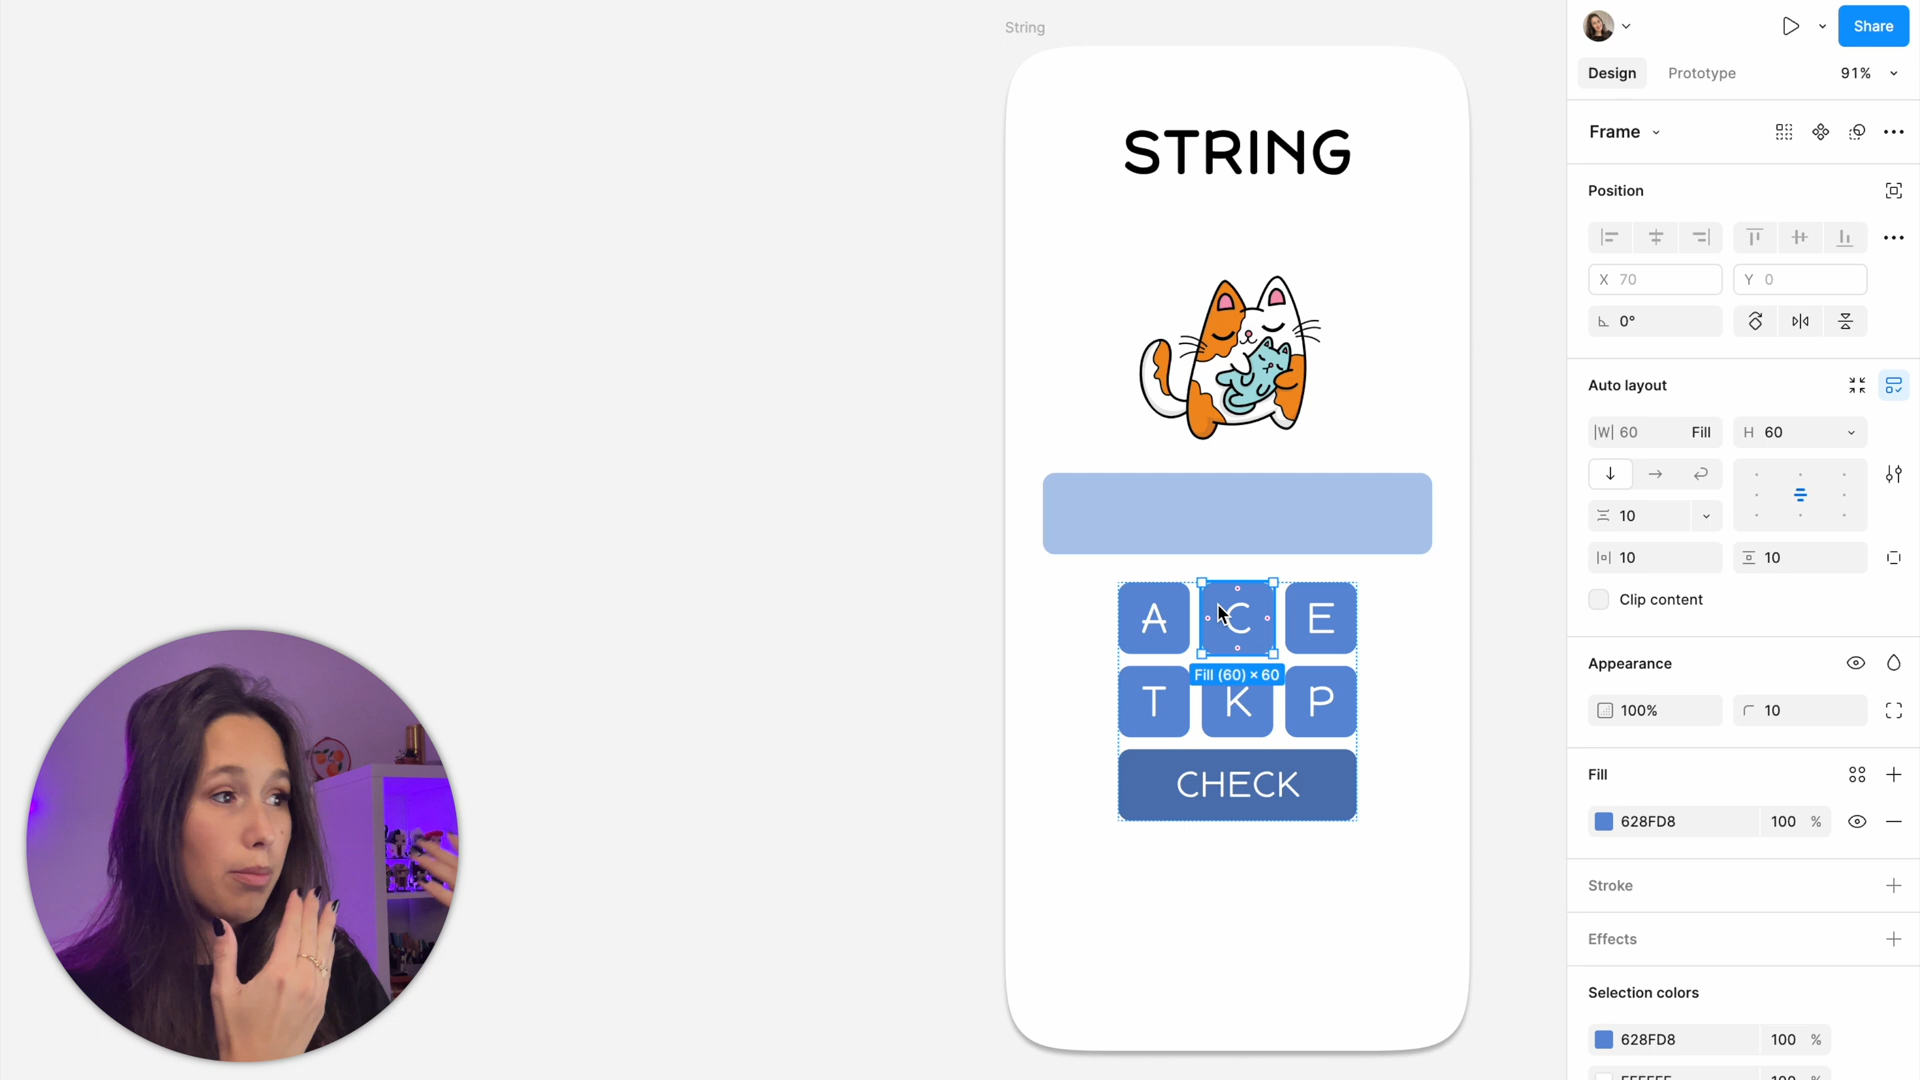 String
STRING
A C E
Fill (60) × 60
T K P
CHECK
Share
Design Prototype 91%
Frame
Position
X 70 Y 0
0°
Auto layout
|W| 60 Fill H 60
10
10 10
Clip content
Appearance
100% 10
Fill
628FD8 100 %
Stroke
Effects
Selection colors
628FD8 100 %